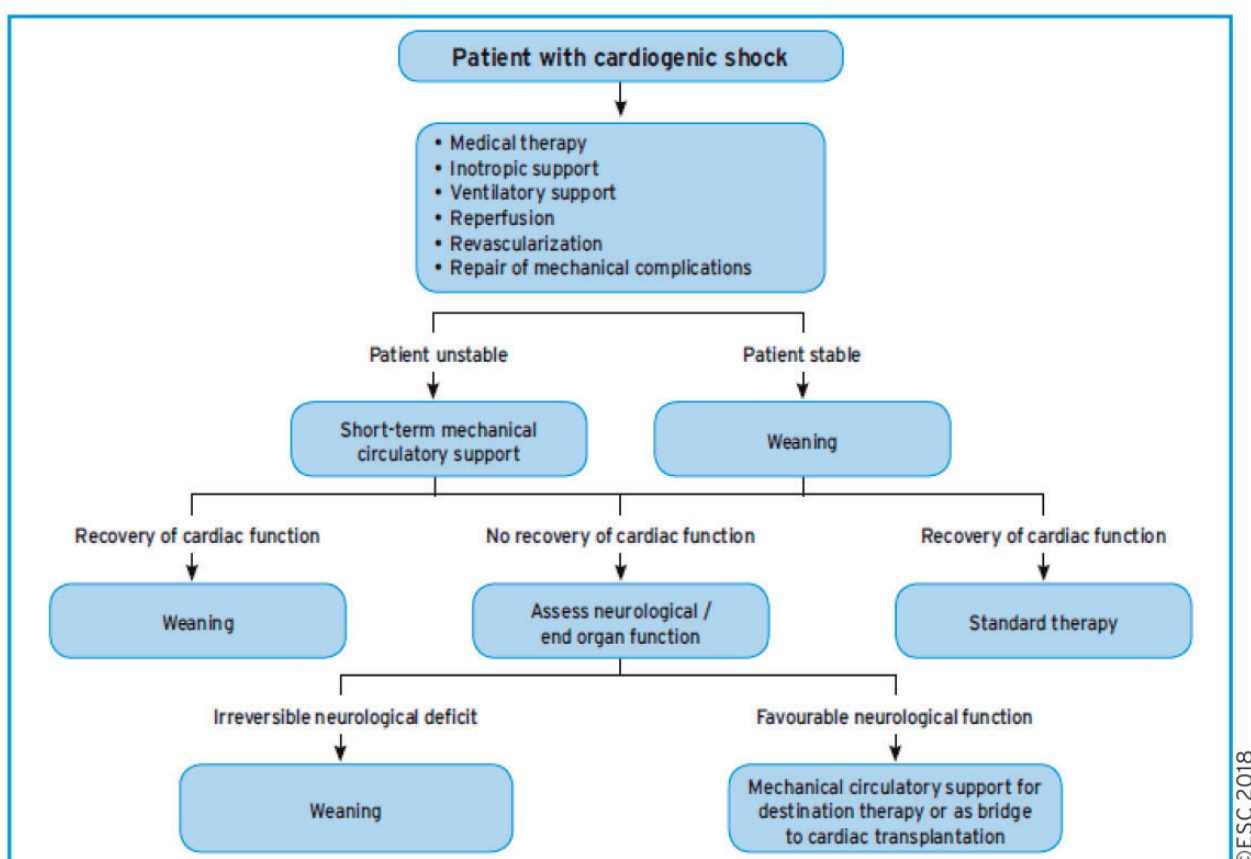 Patient with cardiogenic shock
• Medical therapy
• Inotropic support
• Ventilatory support
• Reperfusion
• Revascularization
• Repair of mechanical complications
Patient unstable
Patient stable
Short-term mechanical
circulatory support
Weaning
Recovery of cardiac function
No recovery of cardiac function
Recovery of cardiac function
Weaning
Assess neurological /
end organ function
Standard therapy
Irreversible neurological deficit
Favourable neurological function
Weaning
Mechanical circulatory support for
destination therapy or as bridge
to cardiac transplantation
©ESC 2018